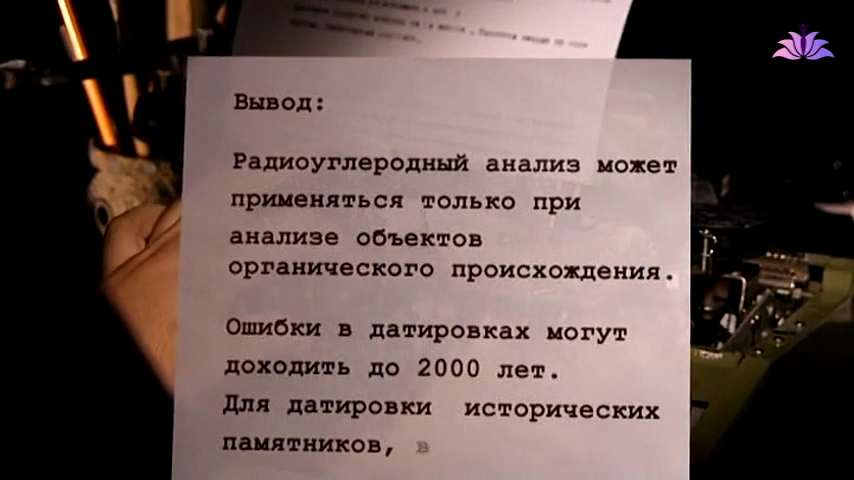 Вывод:
Радиоуглеродный анализ может
применяться только при
анализе объектов
органического происхождения.
Ошибки в датировках могут
доходить до 2000 лет.
Для датировки исторических
памятников, в